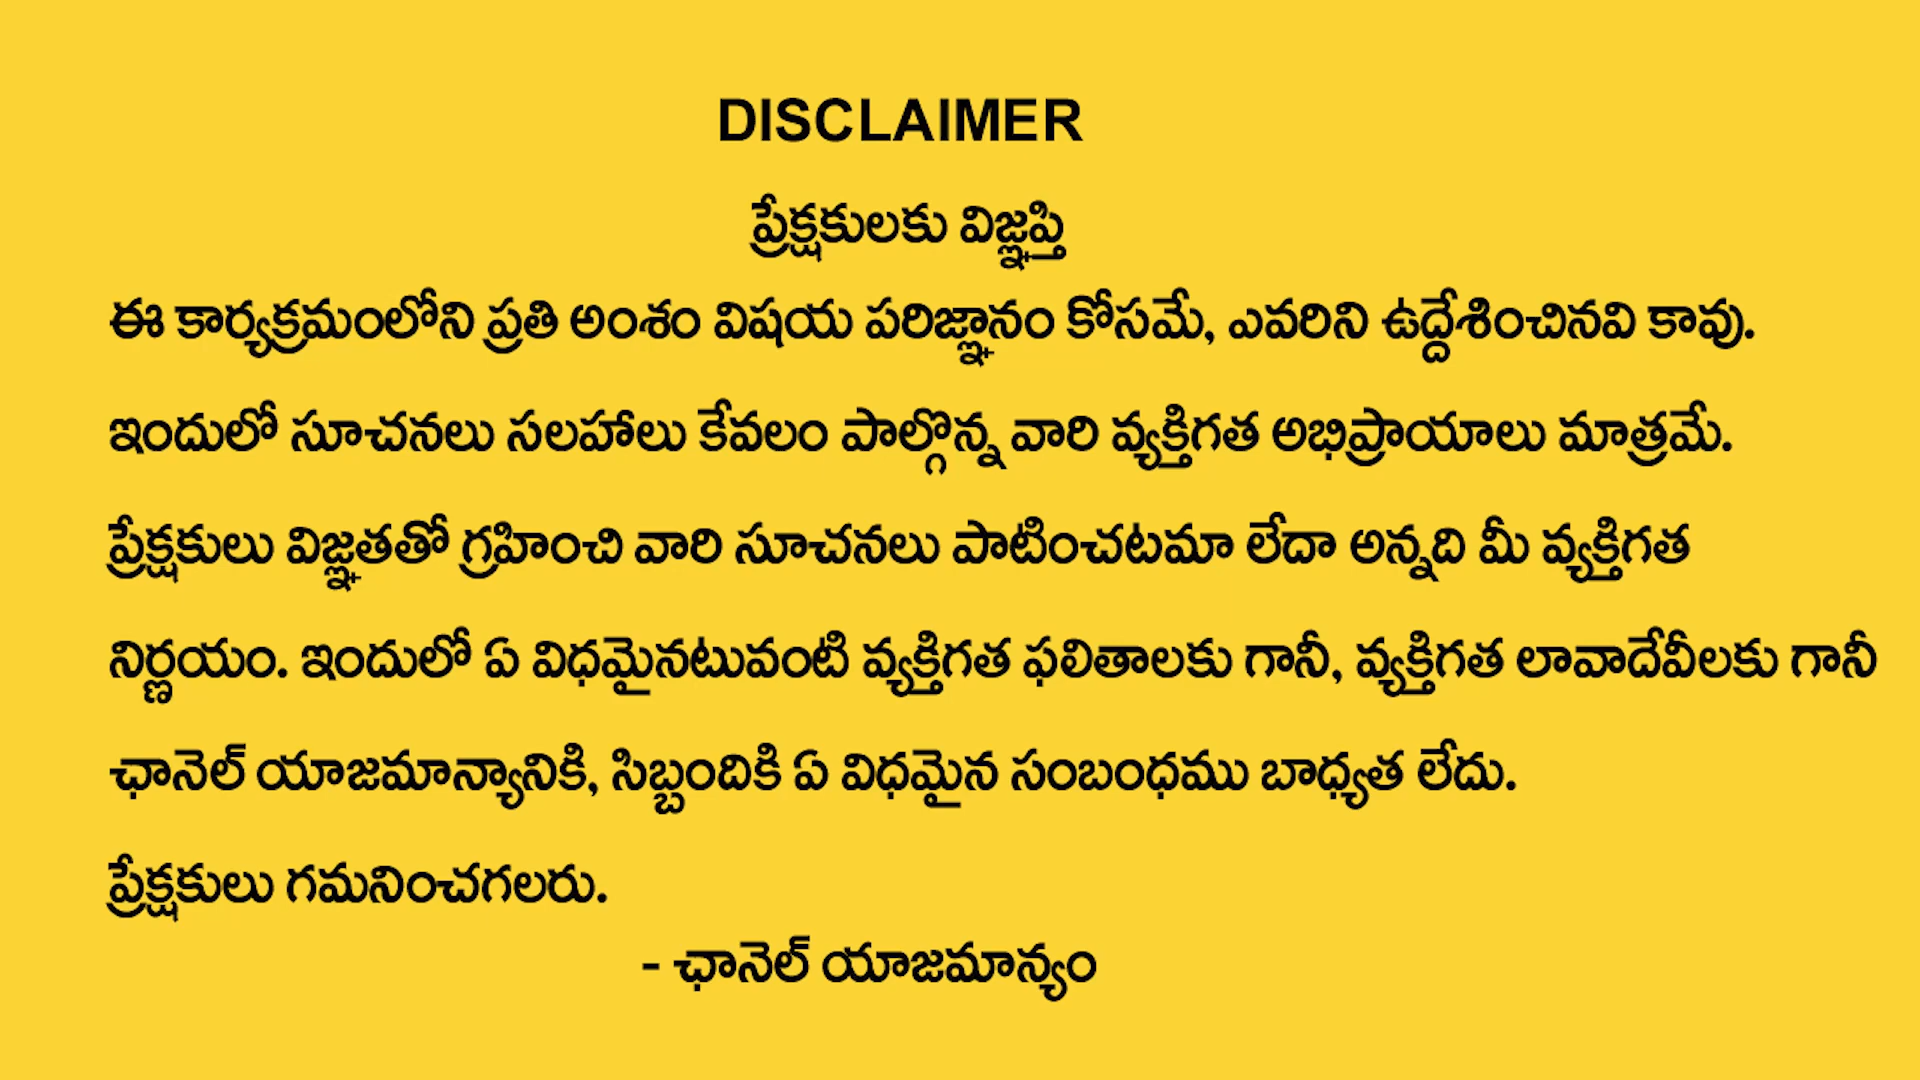 DISCLAIMER
ప్రేక్షకులకు విజ్ఞప్తి
ఈ కార్యక్రమంలోని ప్రతి అంశం విషయ పరిజ్ఞానం కోసమే, ఎవరిని ఉద్దేశించినవి కావు.
ఇందులో సూచనలు సలహాలు కేవలం పాల్గొన్న వారి వ్యక్తిగత అభిప్రాయాలు మాత్రమే.
ప్రేక్షకులు విజ్ఞతతో గ్రహించి వారి సూచనలు పాటించటమా లేదా అన్నది మీ వ్యక్తిగత
నిర్ణయం. ఇందులో ఏ విధమైనటువంటి వ్యక్తిగత ఫలితాలకు గానీ, వ్యక్తిగత లావాదేవీలకు గానీ
ఛానెల్ యాజమాన్యానికి, సిబ్బందికి ఏ విధమైన సంబంధము బాధ్యత లేదు.
ప్రేక్షకులు గమనించగలరు.
- ఛానెల్ యాజమాన్యం